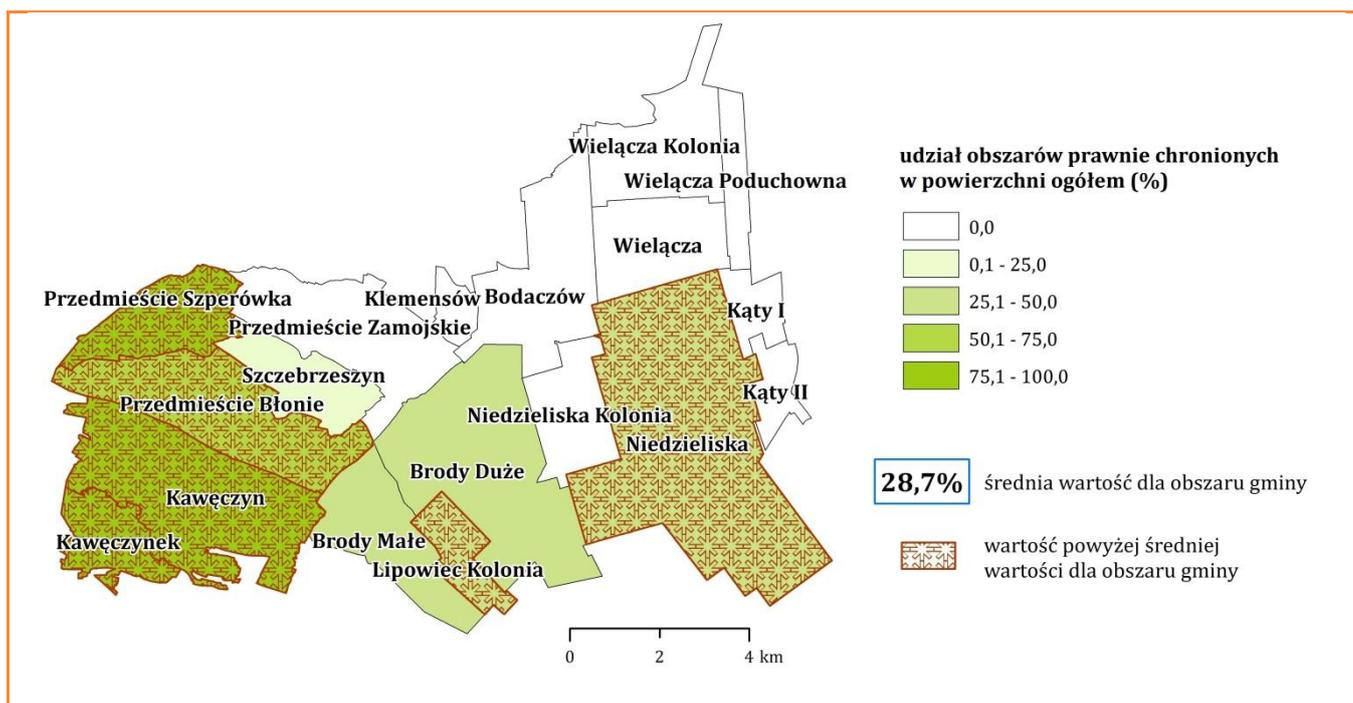 Wielącza Kolonia
Wielącza Poduchowna
Wielącza
Przedmieście Szperówka
Klemensów
Bodaczów
Kąty I
Przedmieście Zamojskie
Szczebrzeszyn
Kąty II
Przedmieście Błonie
Niedzieliska Kolonia
Niedzieliska
Brody Duże
Kawęczyn
Kawęczynek
Brody Małe
Lipowiec Kolonia
0 2 4 km
udział obszarów prawnie chronionych
w powierzchni ogółem (%)
0,0
0,1 - 25,0
25,1 - 50,0
50,1 - 75,0
75,1 - 100,0
28,7% średnia wartość dla obszaru gminy
wartość powyżej średniej
wartości dla obszaru gminy